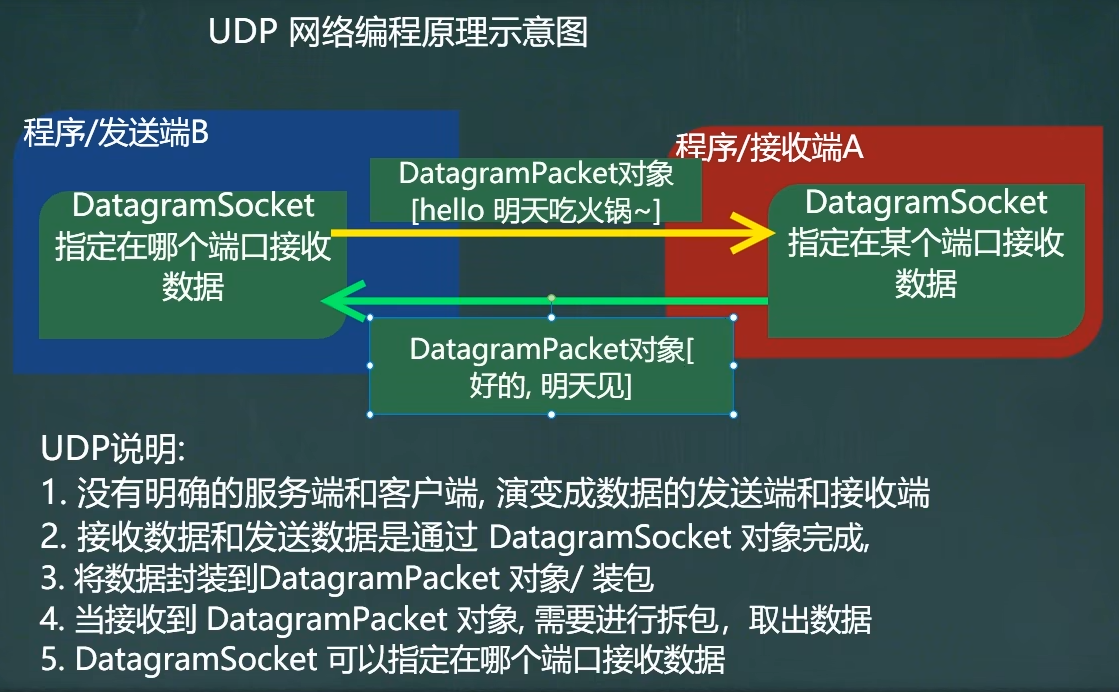 UDP 网络编程原理示意图
程序/发送端B
DatagramSocket
指定在哪个端口接收
数据
DatagramPacket对象
[hello 明天吃火锅~]
程序/接收端A
DatagramSocket
指定在某个端口接收
数据
DatagramPacket对象[
好的, 明天见]
UDP说明:
1. 没有明确的服务端和客户端, 演变成数据的发送端和接收端
2. 接收数据和发送数据是通过 DatagramSocket 对象完成,
3. 将数据封装到DatagramPacket 对象/ 装包
4. 当接收到 DatagramPacket 对象, 需要进行拆包，取出数据
5. DatagramSocket 可以指定在哪个端口接收数据